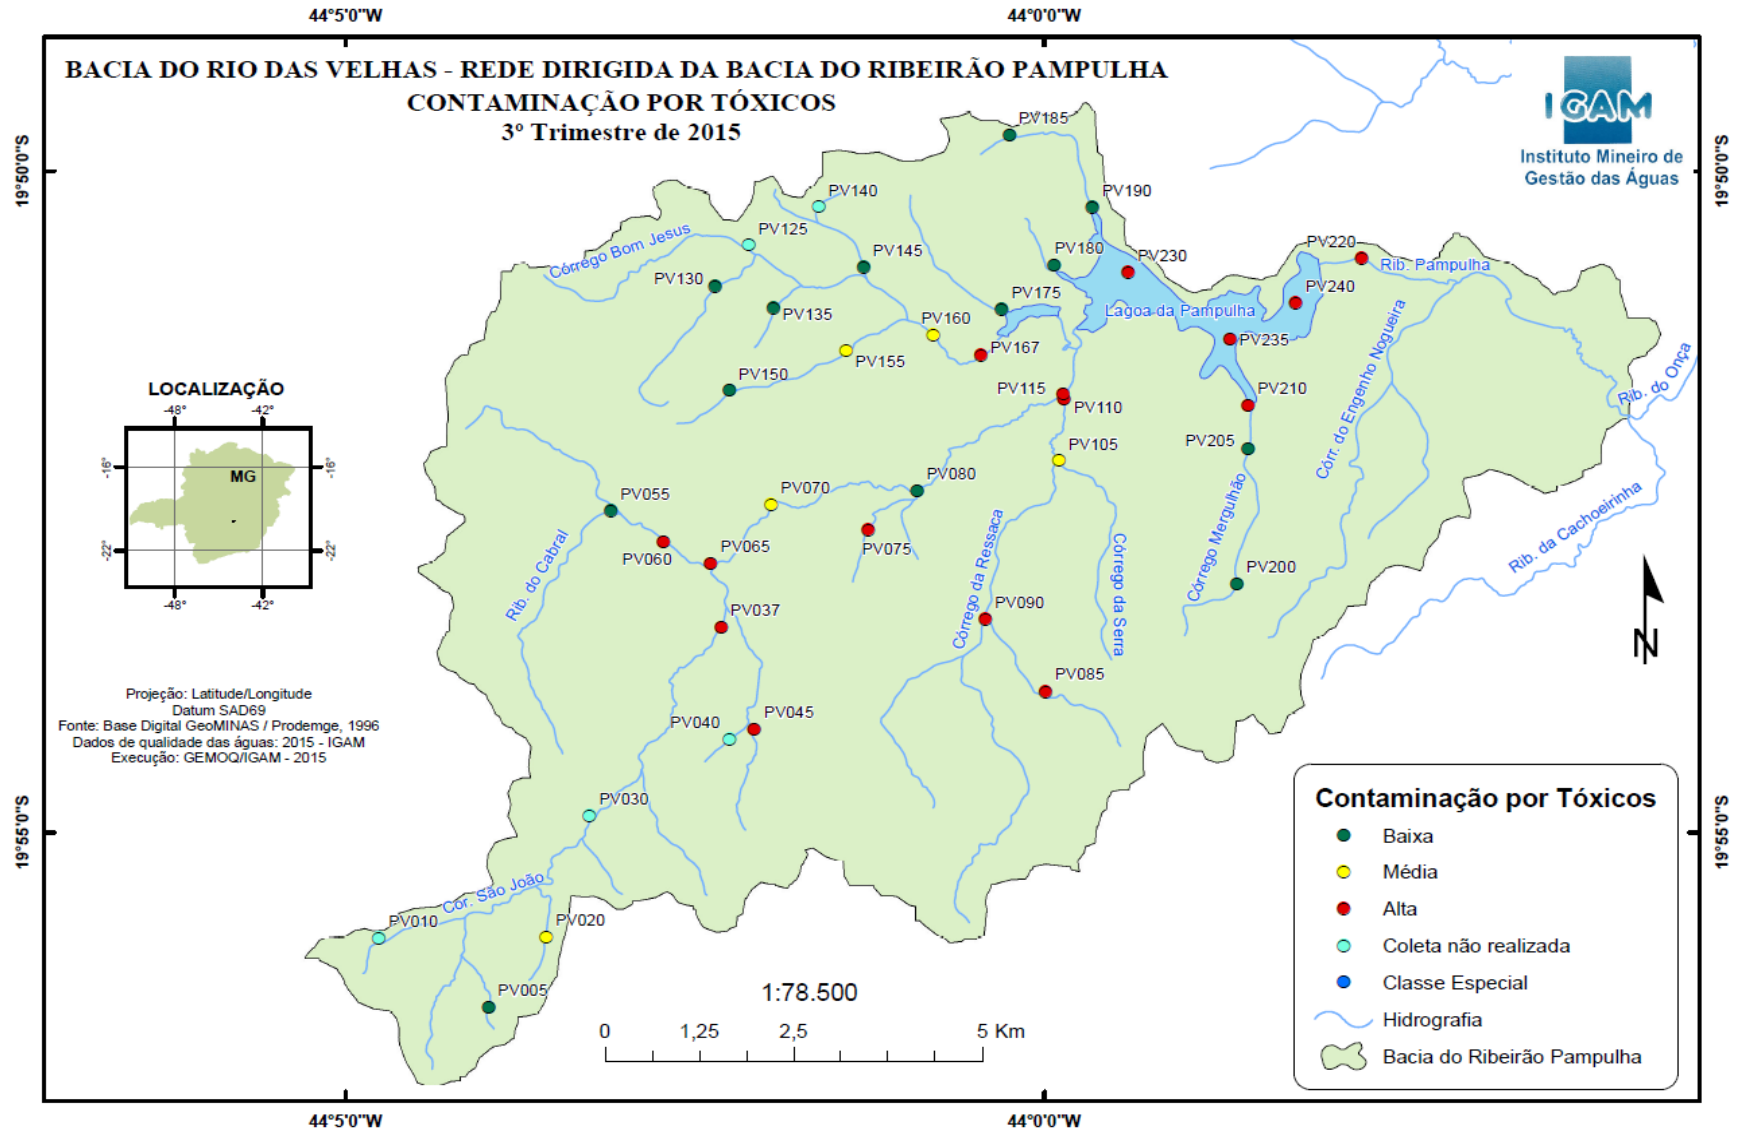 44°5'0"W
44°0'0"W
BACIA DO RIO DAS VELHAS - REDE DIRIGIDA DA BACIA DO RIBEIRÃO PAMPULHA
CONTAMINAÇÃO POR TÓXICOS
3º Trimestre de 2015
IGAM
Instituto Mineiro de
Gestão das Águas
19°50'0"S
19°50'0"S
PV185
PV140
PV190
PV125
Córrego Bom Jesus
PV145
PV180
PV230
PV220
Rib. Pampulha
PV130
PV240
PV175
PV135
Lagoa da Pampulha
PV160
PV235
PV167
PV155
Córr. do Engenho Nogueira
PV150
PV115
PV210
PV110
Rib. do Onça
LOCALIZAÇÃO
-48°
-42°
-16°
-16°
MG
-22°
-22°
-48°
-42°
PV105
PV205
PV080
PV070
PV055
Córrego Mergulhão
Rib. da Cachoeirinha
PV065
PV060
PV075
Rib. do Cabral
Córrego da Ressaca
Córrego da Serra
PV200
PV037
PV090
PV085
PV040
PV045
Projeção: Latitude/Longitude
Datum SAD69
Fonte: Base Digital GeoMINAS / Prodemge, 1996
Dados de qualidade das águas: 2015 - IGAM
Execução: GEMOQ/IGAM - 2015
N
PV030
19°55'0"S
19°55'0"S
Cór. São João
PV010
PV020
PV005
1:78.500
0 1,25 2,5 5 Km
Contaminação por Tóxicos
Baixa
Média
Alta
Coleta não realizada
Classe Especial
Hidrografia
Bacia do Ribeirão Pampulha
44°5'0"W
44°0'0"W